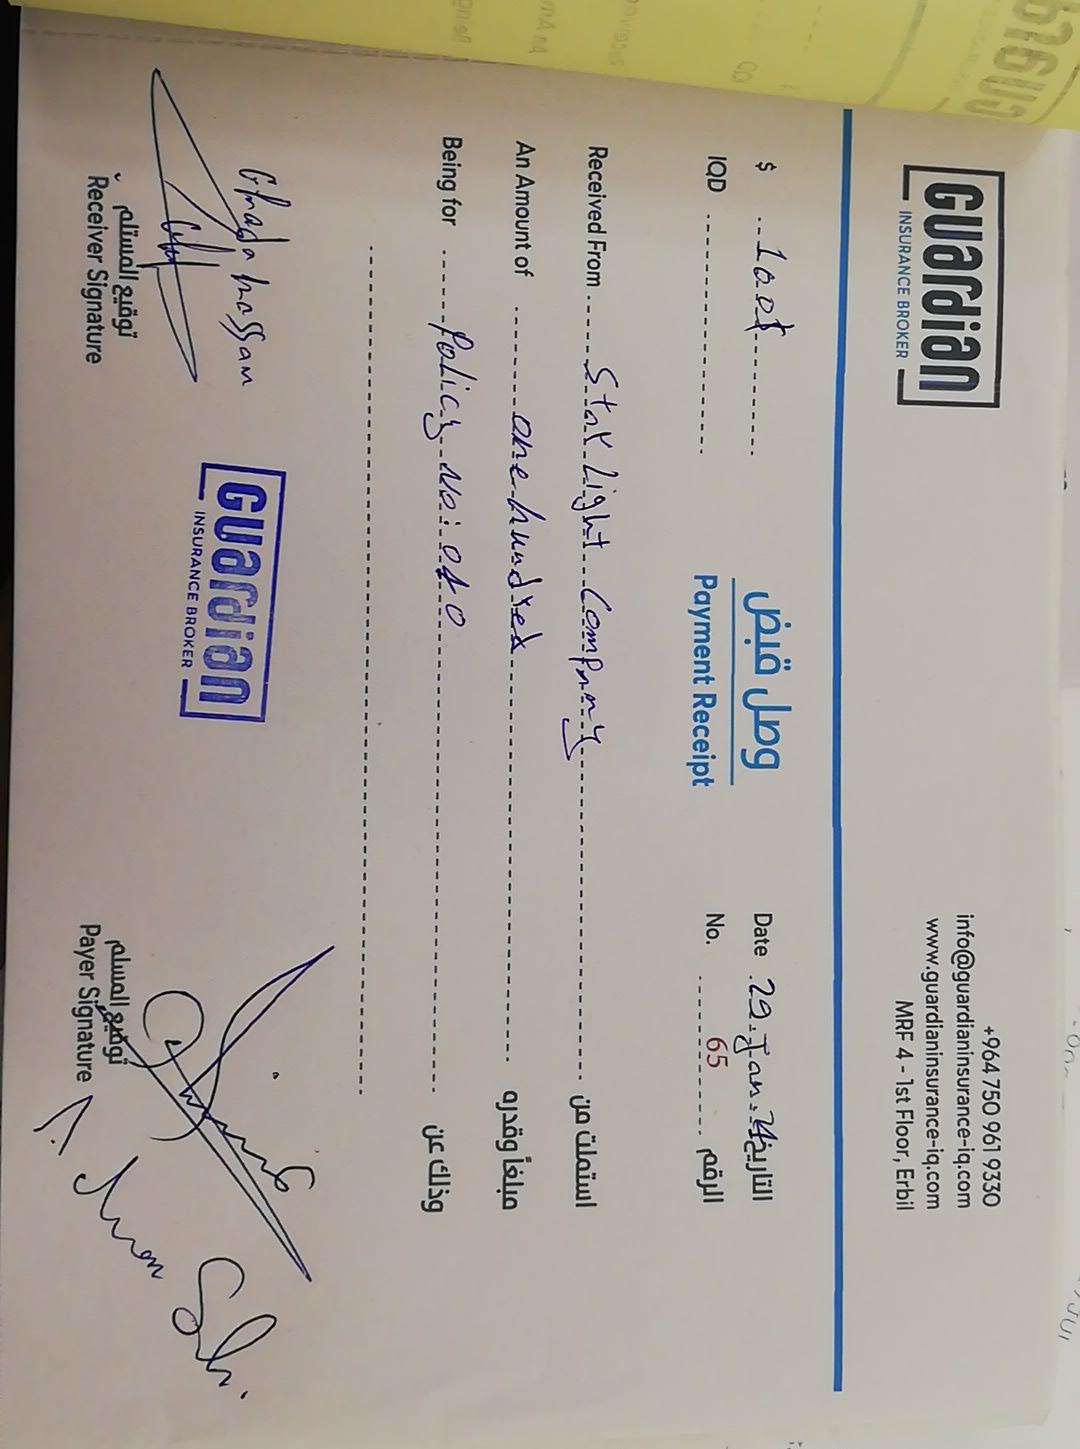 Guardian
INSURANCE BROKER
+964 750 961 9330
info@guardianinsurance-iq.com
www.guardianinsurance-iq.com
MRF 4 - 1st Floor, Erbil
وصل قبض
Payment Receipt
$ 100$
IQD
Date 29.Jan.24 التاريخ
No. 65 الرقم
Received From Star Light Company استملت من
An Amount of one hundred مبلغاً وقدره
Being for Policy No: 040 وذلك عن
Ghada hassan
Guardian
INSURANCE BROKER
توقيع المستلم
Receiver Signature
توقيع المسلم
Payer Signature